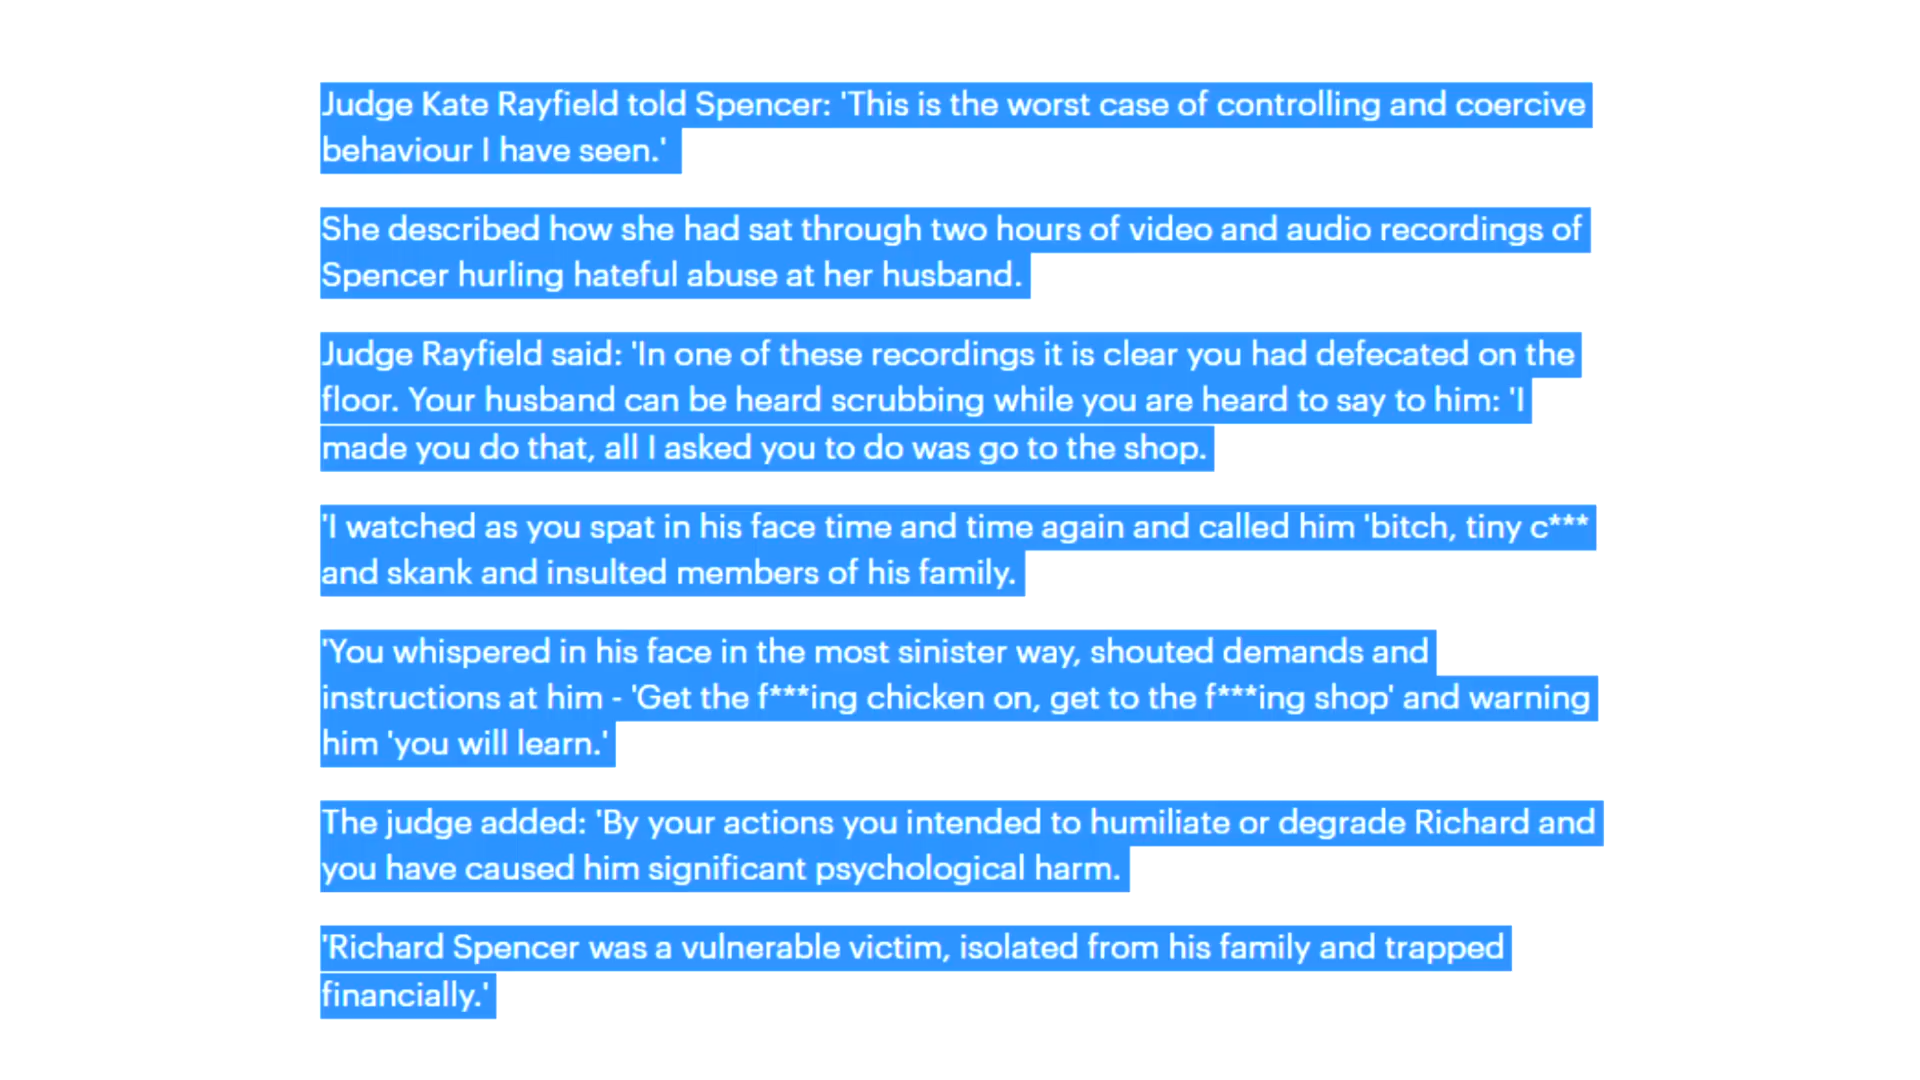 Judge Kate Rayfield told Spencer: 'This is the worst case of controlling and coercive
behaviour I have seen.'
She described how she had sat through two hours of video and audio recordings of
Spencer hurling hateful abuse at her husband.
Judge Rayfield said: 'In one of these recordings it is clear you had defecated on the
floor. Your husband can be heard scrubbing while you are heard to say to him: 'I
made you do that, all I asked you to do was go to the shop.
'I watched as you spat in his face time and time again and called him 'bitch, tiny c***
and skank and insulted members of his family.
'You whispered in his face in the most sinister way, shouted demands and
instructions at him - 'Get the f***ing chicken on, get to the f***ing shop' and warning
him 'you will learn.'
The judge added: 'By your actions you intended to humiliate or degrade Richard and
you have caused him significant psychological harm.
'Richard Spencer was a vulnerable victim, isolated from his family and trapped
financially.'